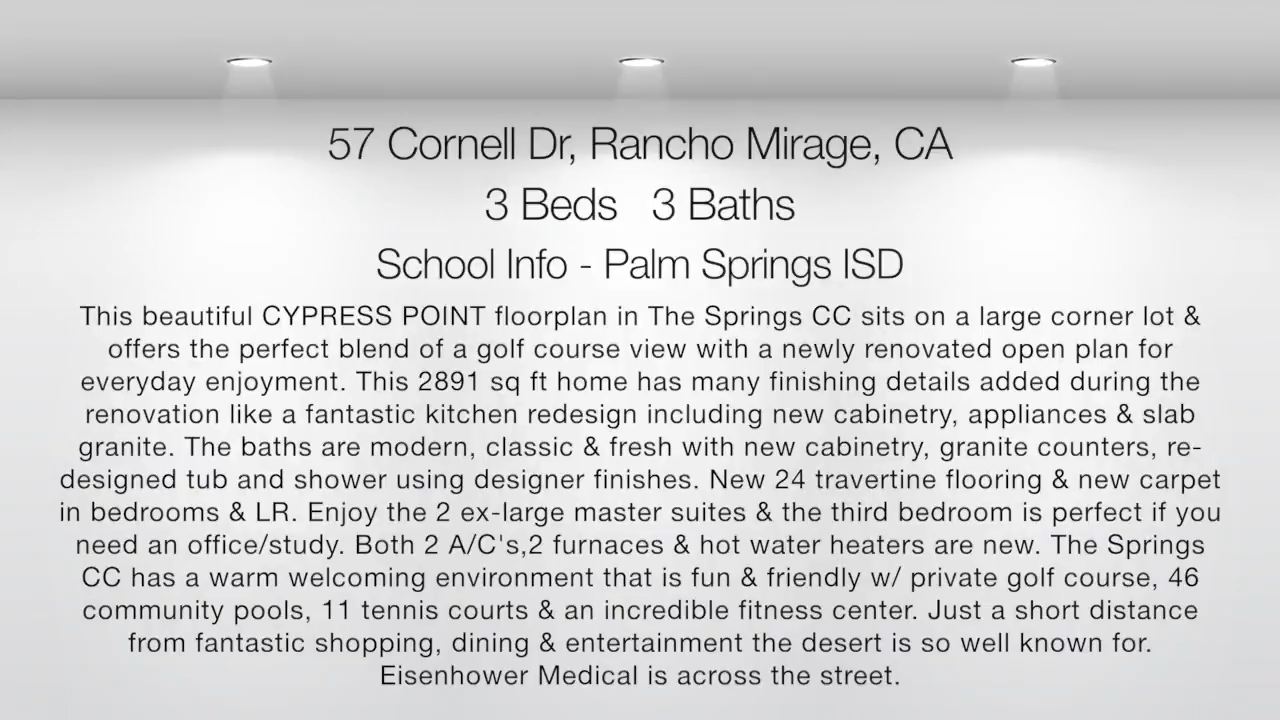 57 Cornell Dr, Rancho Mirage, CA
3 Beds 3 Baths
School Info - Palm Springs ISD
This beautiful CYPRESS POINT floorplan in The Springs CC sits on a large corner lot &
offers the perfect blend of a golf course view with a newly renovated open plan for
everyday enjoyment. This 2891 sq ft home has many finishing details added during the
renovation like a fantastic kitchen redesign including new cabinetry, appliances & slab
granite. The baths are modern, classic & fresh with new cabinetry, granite counters, re-
designed tub and shower using designer finishes. New 24 travertine flooring & new carpet
in bedrooms & LR. Enjoy the 2 ex-large master suites & the third bedroom is perfect if you
need an office/study. Both 2 A/C's,2 furnaces & hot water heaters are new. The Springs
CC has a warm welcoming environment that is fun & friendly w/ private golf course, 46
community pools, 11 tennis courts & an incredible fitness center. Just a short distance
from fantastic shopping, dining & entertainment the desert is so well known for.
Eisenhower Medical is across the street.